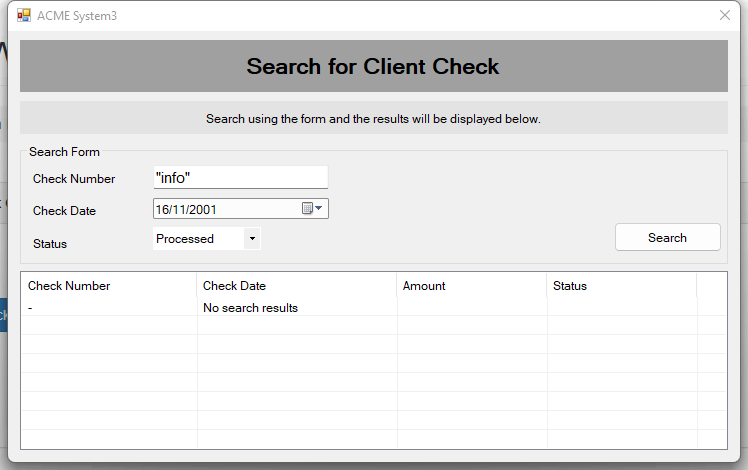 ACME System3
Search for Client Check
Search using the form and the results will be displayed below.
Search Form
Check Number "info"
Check Date 16/11/2001
Status Processed Search
Check Number Check Date Amount Status
- No search results